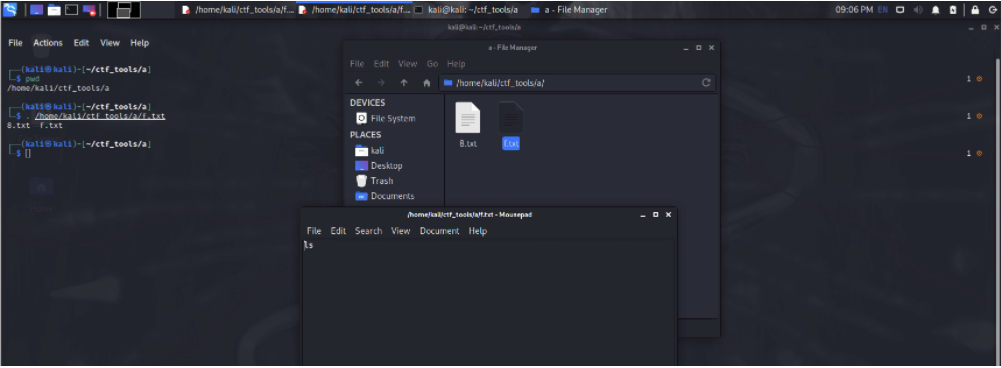 /home/kali/ctf_tools/a/f.... /home/kali/ctf_tools/a/f.... kali@kali: ~/ctf_tools/a a - File Manager 09:06 PM EN
kali@kali:~/ctf_tools/a
File Actions Edit View Help
(kali㉿kali)-[~/ctf_tools/a]
$ pwd
/home/kali/ctf_tools/a
1
(kali㉿kali)-[~/ctf_tools/a]
$ . /home/kali/ctf_tools/a/f.txt
8.txt f.txt
1
(kali㉿kali)-[~/ctf_tools/a]
$
1
a - File Manager
File Edit View Go Help
/home/kali/ctf_tools/a/
DEVICES
File System
PLACES
kali
Desktop
Trash
Documents
8.txt f.txt
/home/kali/ctf_tools/a/f.txt - Mousepad
File Edit Search View Document Help
ls